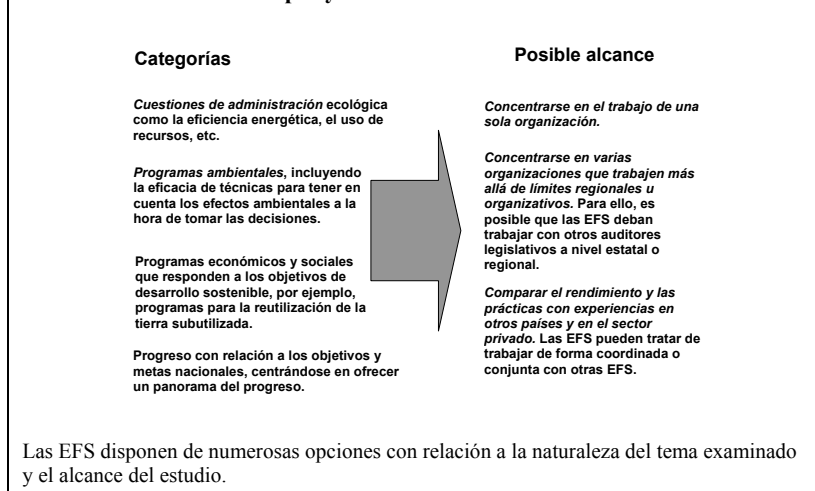 Categorías
Cuestiones de administración ecológica
como la eficiencia energética, el uso de
recursos, etc.
Programas ambientales, incluyendo
la eficacia de técnicas para tener en
cuenta los efectos ambientales a la
hora de tomar las decisiones.
Programas económicos y sociales
que responden a los objetivos de
desarrollo sostenible, por ejemplo,
programas para la reutilización de la
tierra subutilizada.
Progreso con relación a los objetivos y
metas nacionales, centrándose en ofrecer
un panorama del progreso.
Posible alcance
Concentrarse en el trabajo de una
sola organización.
Concentrarse en varias
organizaciones que trabajen más
allá de límites regionales u
organizativos. Para ello, es
posible que las EFS deban
trabajar con otros auditores
legislativos a nivel estatal o
regional.
Comparar el rendimiento y las
prácticas con experiencias en
otros países y en el sector
privado. Las EFS pueden tratar de
trabajar de forma coordinada o
conjunta con otras EFS.
Las EFS disponen de numerosas opciones con relación a la naturaleza del tema examinado
y el alcance del estudio.